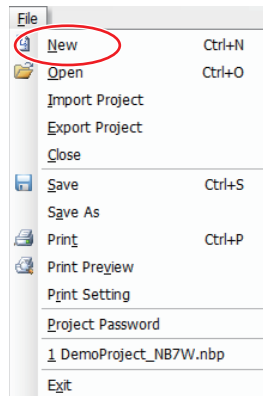 File
New Ctrl+N
Open Ctrl+O
Import Project
Export Project
Close
Save Ctrl+S
Save As
Print Ctrl+P
Print Preview
Print Setting
Project Password
1 DemoProject_NB7W.nbp
Exit